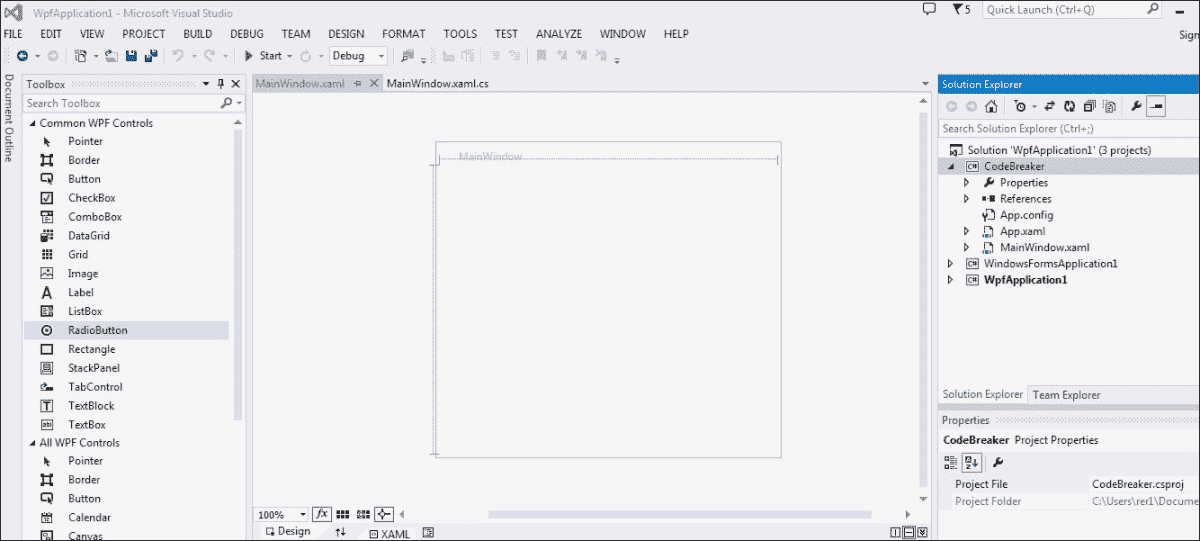 WpfApplication1 - Microsoft Visual Studio
5
Quick Launch (Ctrl+Q)
FILE EDIT VIEW PROJECT BUILD DEBUG TEAM DESIGN FORMAT TOOLS TEST ANALYZE WINDOW HELP
Sign
Start Debug
Document Outline
Toolbox
Search Toolbox
Common WPF Controls
Pointer
Border
Button
CheckBox
ComboBox
DataGrid
Grid
Image
Label
ListBox
RadioButton
Rectangle
StackPanel
TabControl
TextBlock
TextBox
All WPF Controls
Pointer
Border
Button
Calendar
Canvas
MainWindow.xaml MainWindow.xaml.cs
MainWindow
100%
Design XAML
Solution Explorer
Search Solution Explorer (Ctrl+;)
Solution 'WpfApplication1' (3 projects)
CodeBreaker
Properties
References
App.config
App.xaml
MainWindow.xaml
WindowsFormsApplication1
WpfApplication1
Solution Explorer Team Explorer
Properties
CodeBreaker Project Properties
Project File CodeBreaker.csproj
Project Folder C:\Users\rer1\Docume